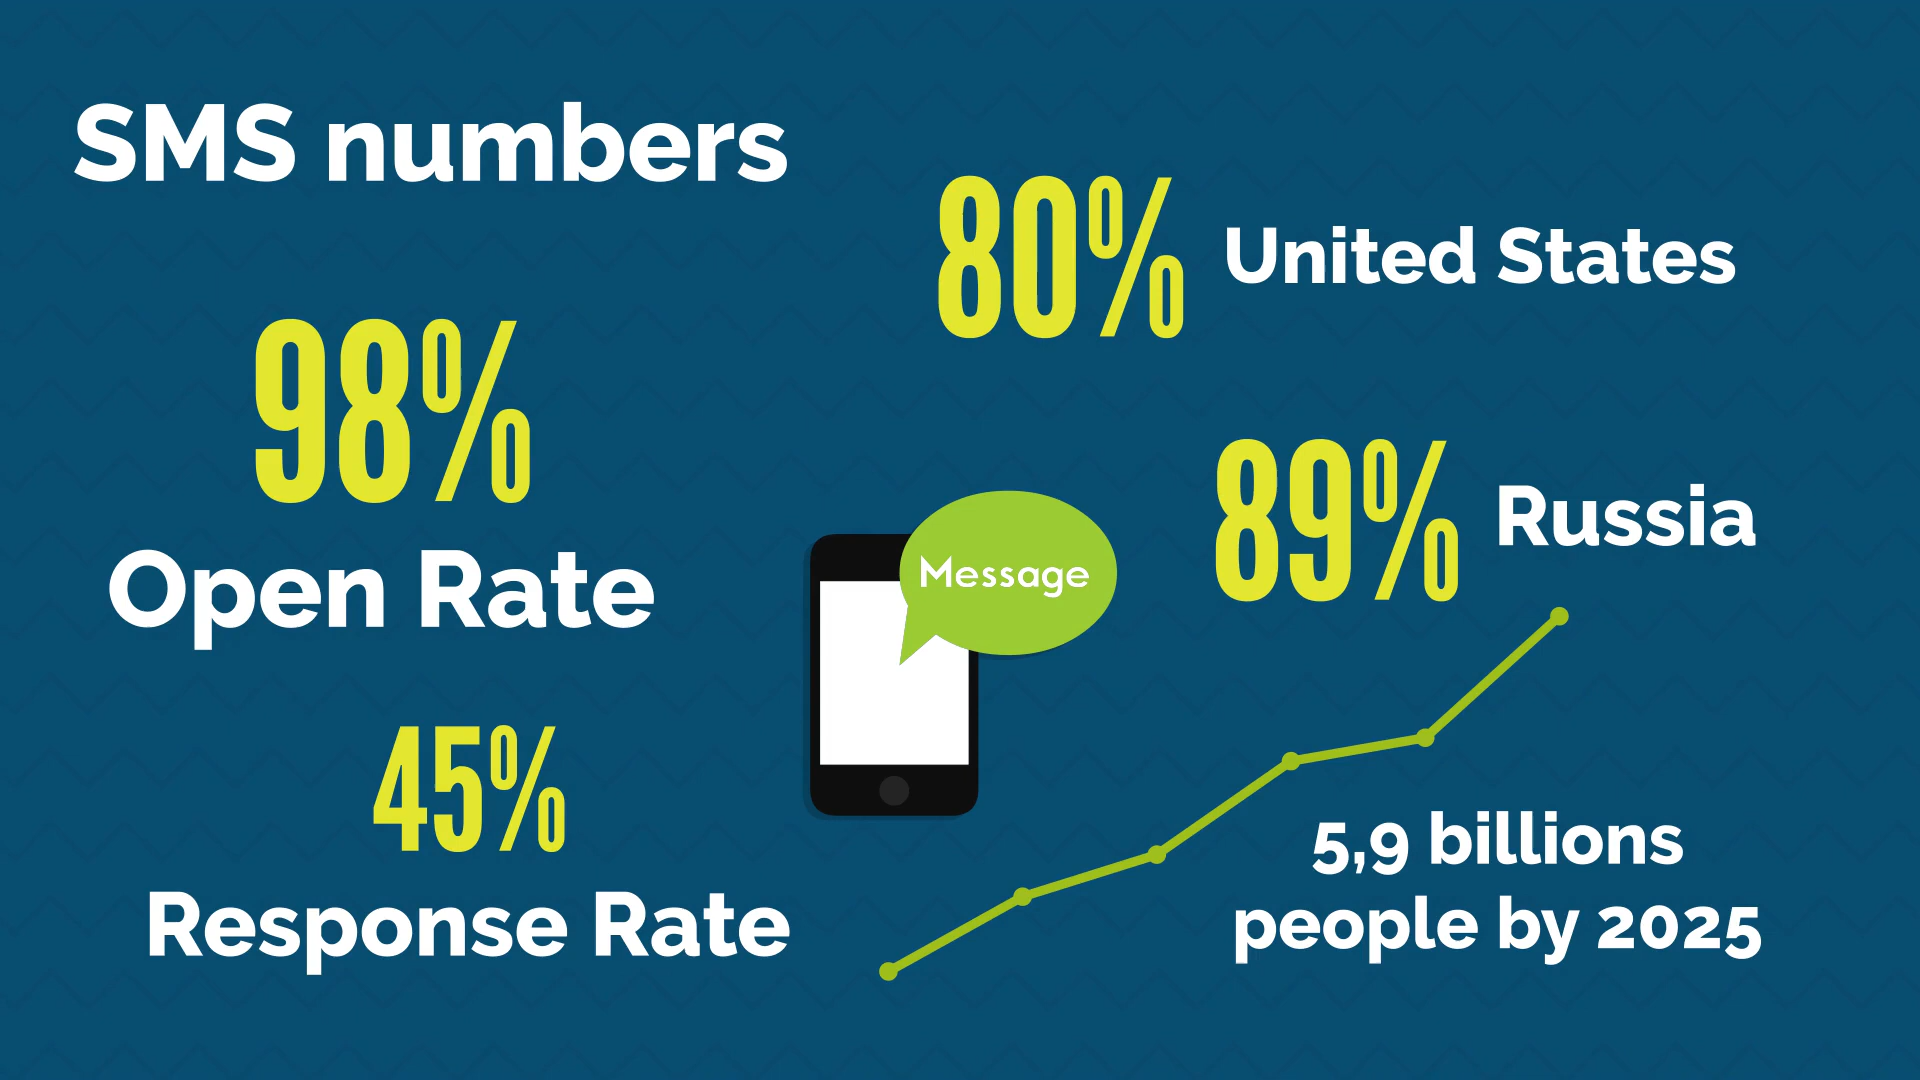 SMS numbers
98%
Open Rate
45%
Response Rate
80% United States
89% Russia
Message
5,9 billions
people by 2025